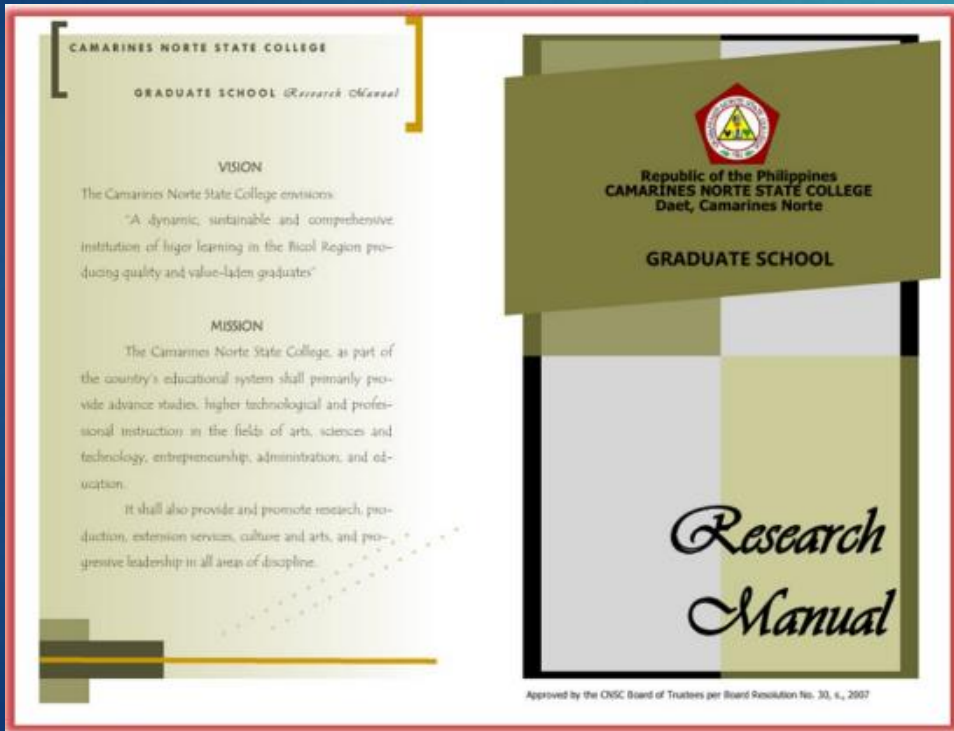 CAMARINES NORTE STATE COLLEGE
GRADUATE SCHOOL Research Manual
VISION
The Camarines Norte State College envisions:
"A dynamic, sustainable and comprehensive
institution of higer learning in the Bicol Region pro-
ducing quality and value-laden graduates"
MISSION
The Camarines Norte State College, as part of
the country's educational system shall primarily pro-
vide advance studies, higher technological and profes-
sional instruction in the fields of arts, sciences and
technology, entrepreneurship, administration, and ed-
ucation.
It shall also provide and promote research, pro-
duction, extension services, culture and arts, and pro-
gressive leadership in all areas of discipline.
Republic of the Philippines
CAMARINES NORTE STATE COLLEGE
Daet, Camarines Norte
GRADUATE SCHOOL
Research
Manual
Approved by the CNSC Board of Trustees per Board Resolution No. 30, s., 2007